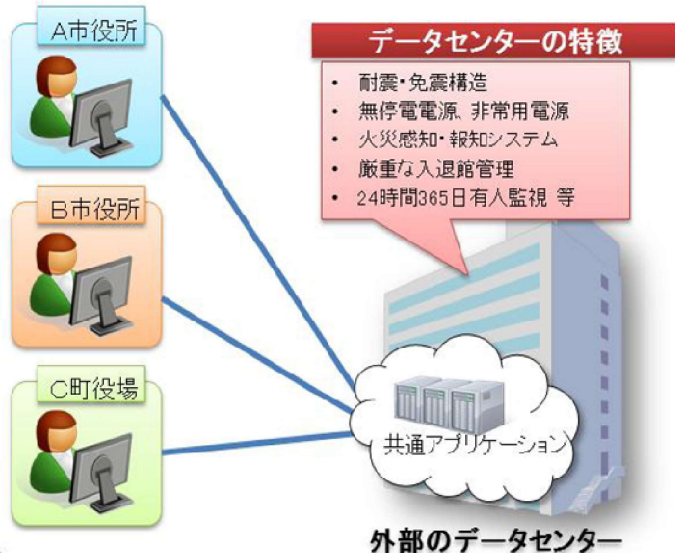 A市役所
B市役所
C町役場
データセンターの特徴
・ 耐震・免震構造
・ 無停電電源、非常用電源
・ 火災感知・報知システム
・ 厳重な入退館管理
・ 24時間365日有人監視 等
共通アプリケーション
外部のデータセンター